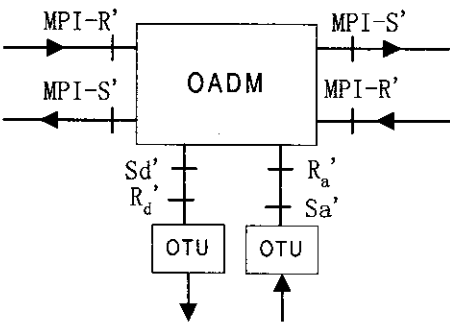 MPI-R' MPI-S'
OADM
MPI-S' MPI-R'
Sd' Ra'
Rd' Sa'
OTU OTU